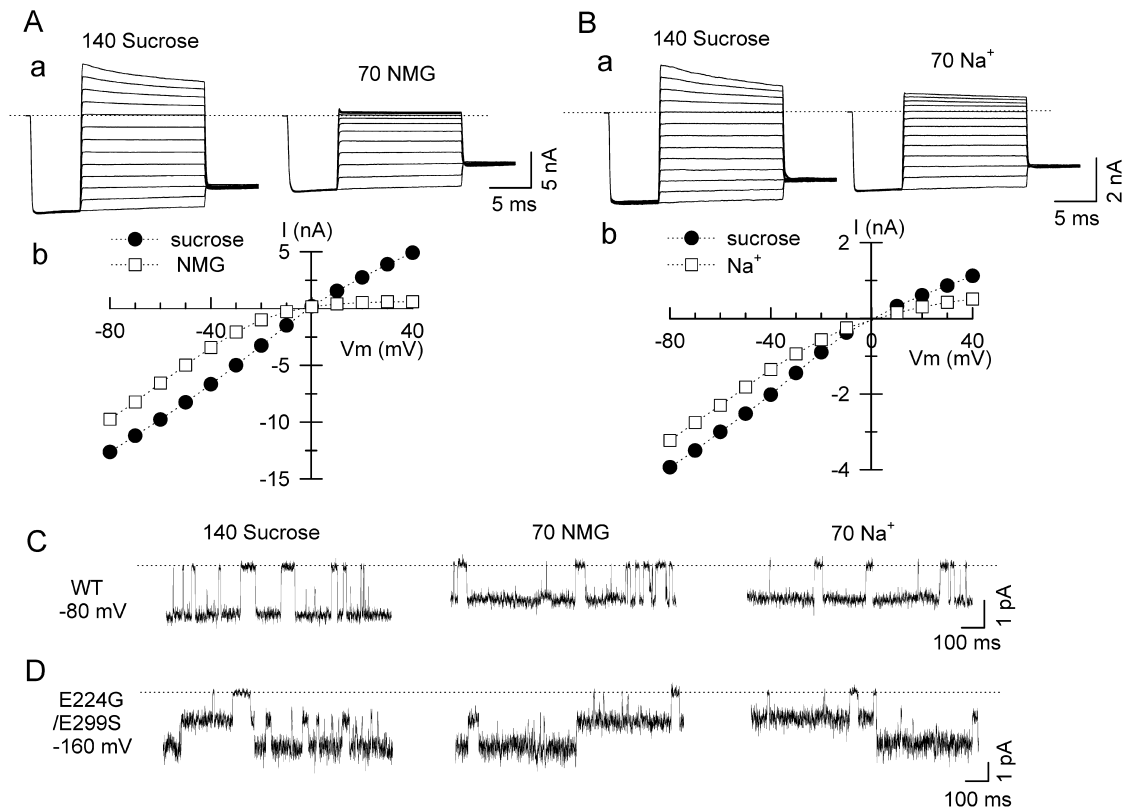 A
140 Sucrose
a
70 NMG
5 nA
5 ms
b
sucrose
NMG
I (nA)
5
-80
-40
40
Vm (mV)
-5
-10
-15
B
140 Sucrose
a
70 Na⁺
2 nA
5 ms
b
sucrose
Na⁺
I (nA)
2
-80
-40
0
40
Vm (mV)
-2
-4
C
140 Sucrose
70 NMG
70 Na⁺
WT
-80 mV
1 pA
100 ms
D
E224G
/E299S
-160 mV
1 pA
100 ms